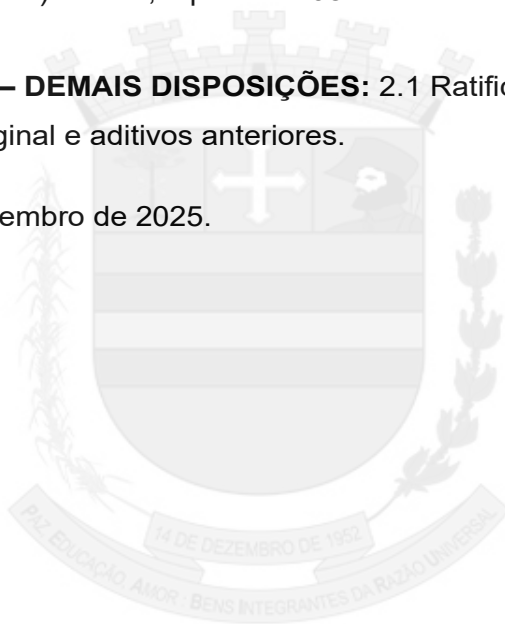 – DEMAIS DISPOSIÇÕES: 2.1 Ratific
ginal e aditivos anteriores.
embro de 2025.
14 DE DEZEMBRO DE 1952
PAZ, EDUCAÇÃO, AMOR : BENS INTEGRANTES DA RAZÃO UNIVERSAL